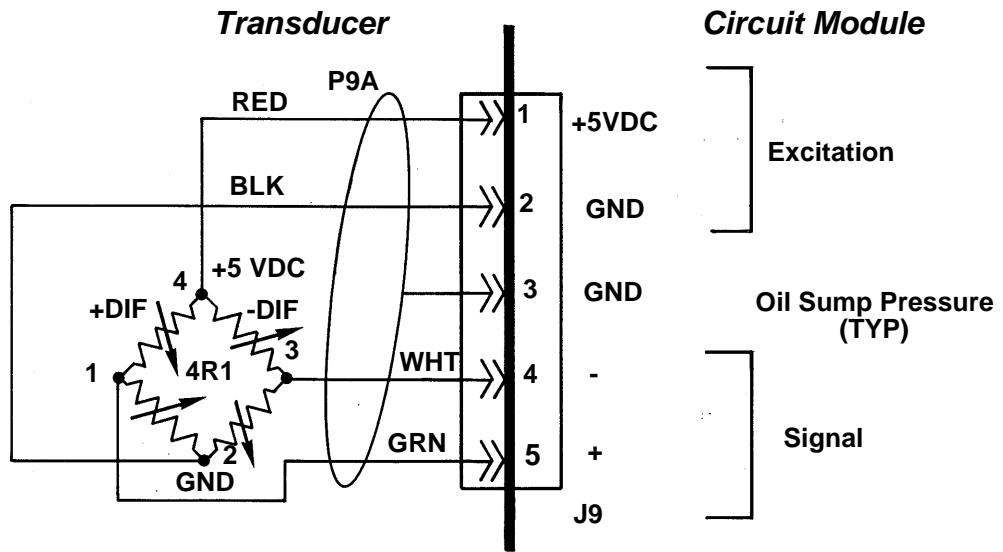 Transducer
Circuit Module
P9A
RED
1
+5VDC
Excitation
BLK
2
GND
4
+5 VDC
3
GND
Oil Sump Pressure
(TYP)
+DIF
-DIF
3
1
4R1
WHT
4
-
GRN
5
+
Signal
2
GND
J9